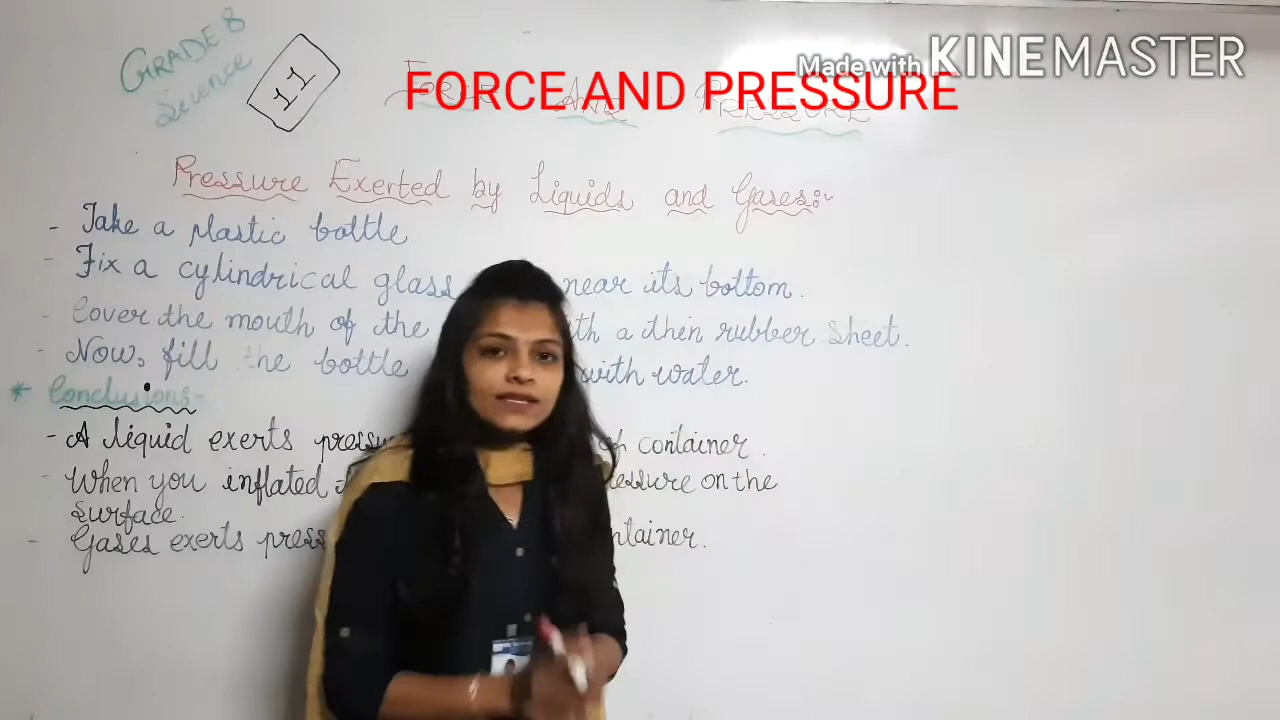 GRADE 8
Science
11
Made with KINEMASTER
FORCE AND PRESSURE
Pressure Exerted by Liquids and Gases:-
- Take a plastic bottle
- Fix a cylindrical glass near its bottom.
- Cover the mouth of the with a thin rubber sheet.
- Now, fill the bottle with water.
* Conclusions-
- A liquid exerts pressu of container.
- When you inflated essure on the
surface.
- Gases exerts press ntainer.